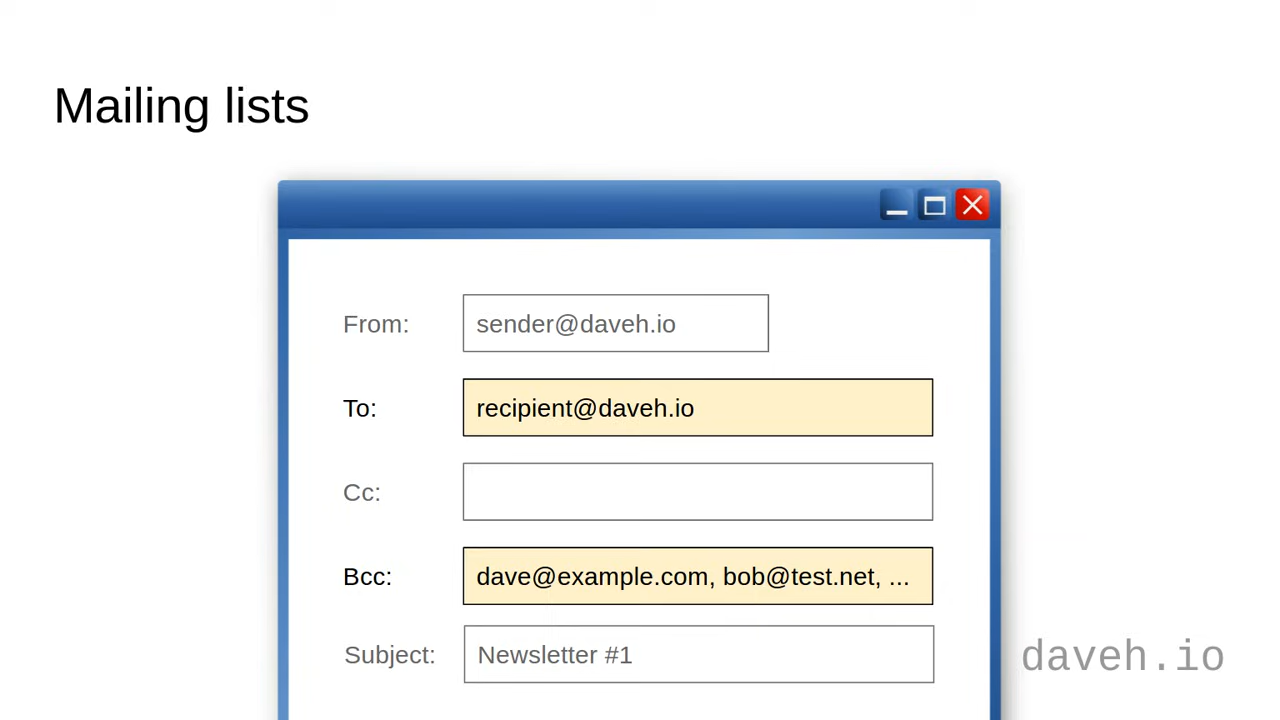 Mailing lists
From: sender@daveh.io
To: recipient@daveh.io
Cc:
Bcc: dave@example.com, bob@test.net, ...
Subject: Newsletter #1
daveh.io